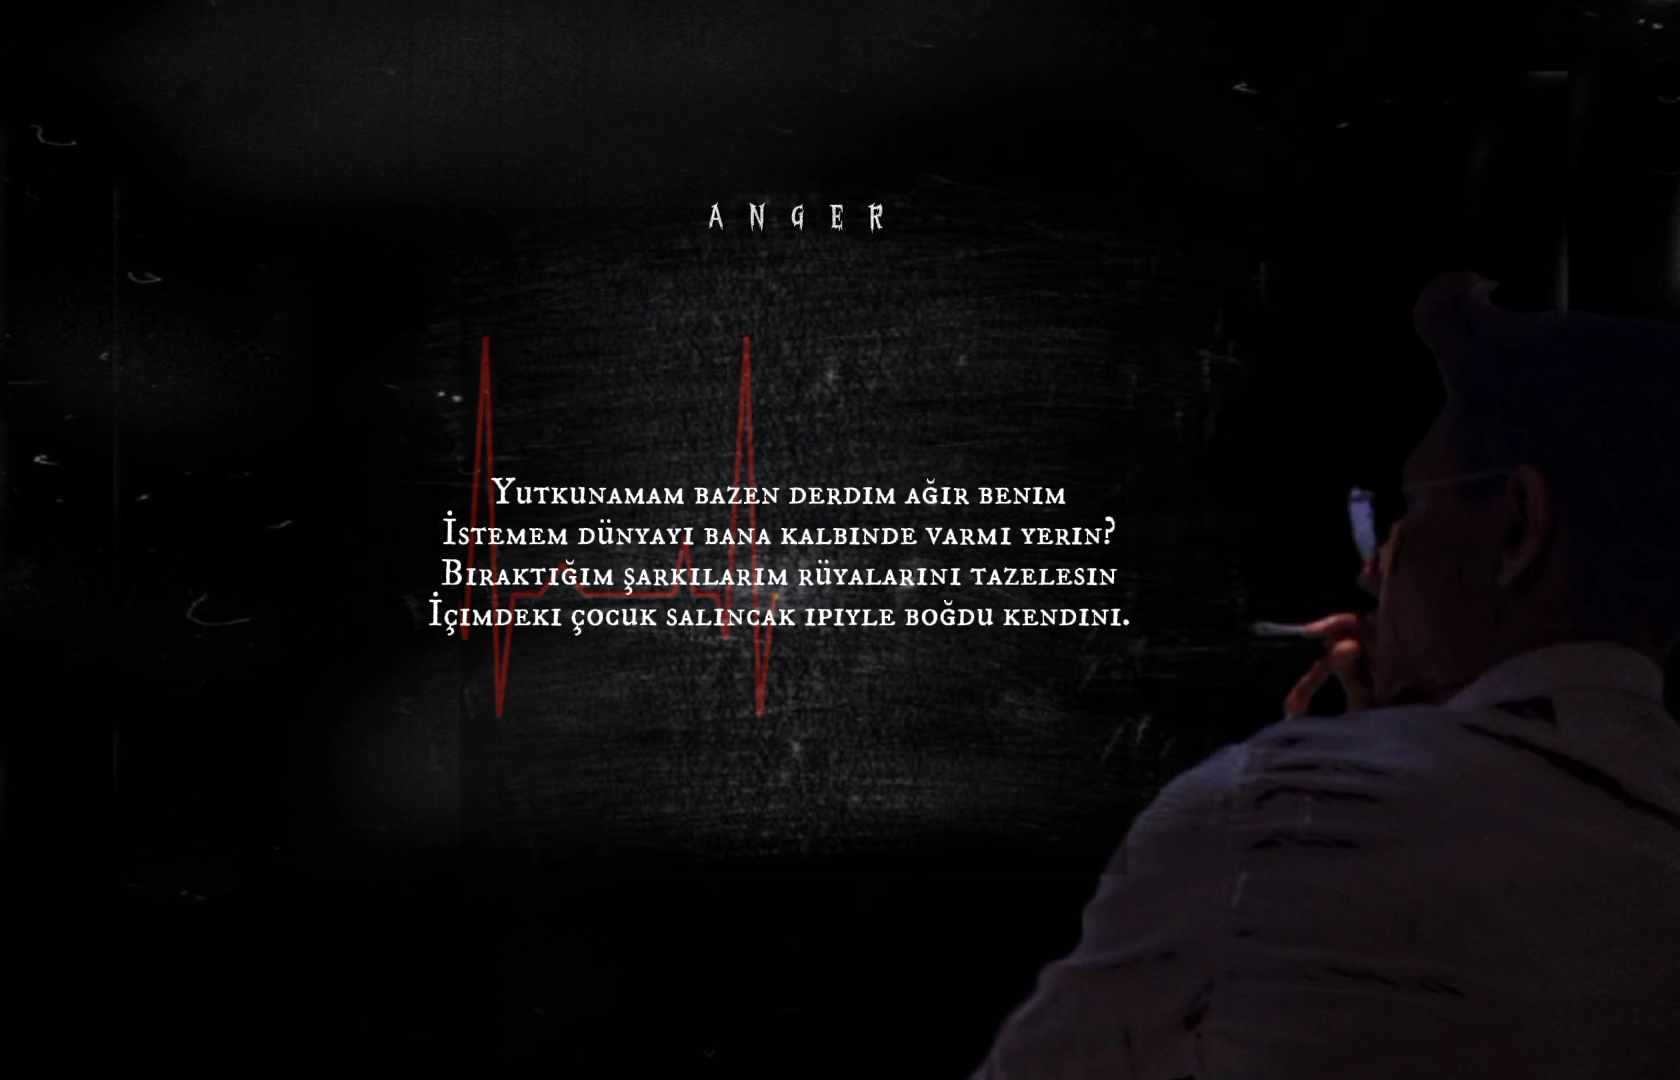 A N G E R
Yutkunamam bazen derdim ağır benim
İstemem dünyayı bana kalbinde varmı yerin?
Bıraktığım şarkılarım rüyalarını tazelesin
İçimdeki çocuk salıncak ipiyle boğdu kendini.